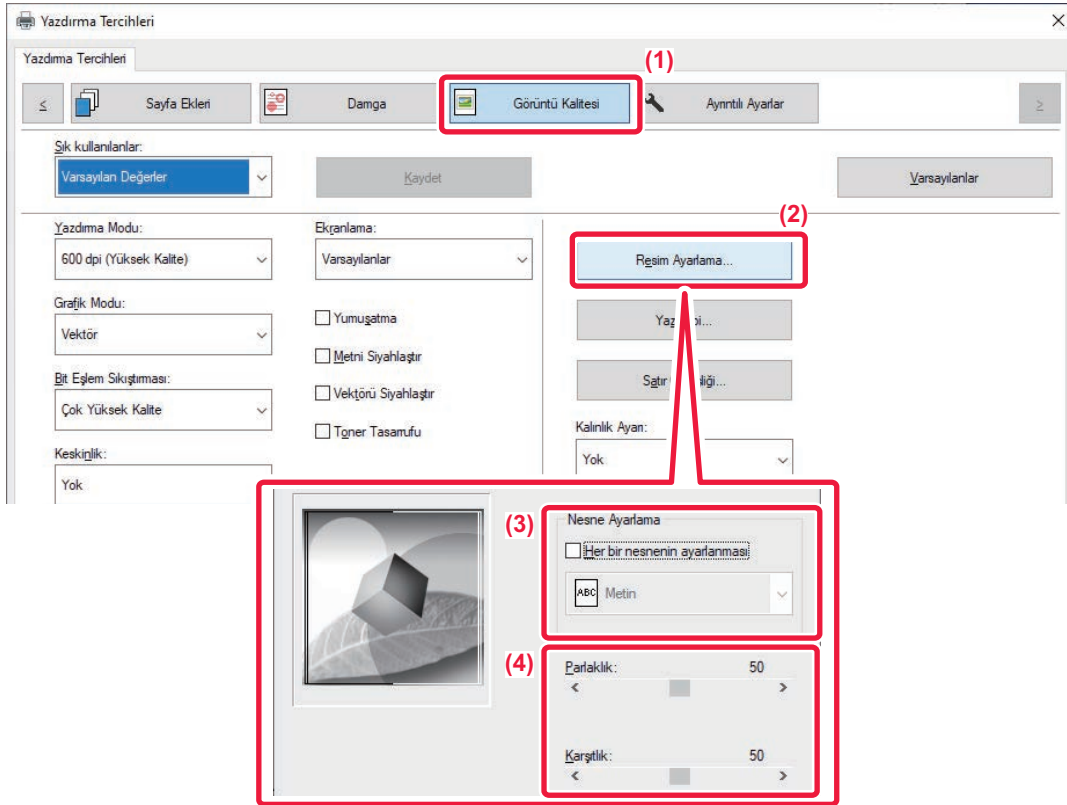 Yazdırma Tercihleri
Yazdırma Tercihleri
(1)
<
Sayfa Ekleri
Damga
Görüntü Kalitesi
Ayrıntılı Ayarlar
>
Sık kullanılanlar:
Varsayılan Değerler
Kaydet
Varsayılanlar
(2)
Yazdırma Modu:
600 dpi (Yüksek Kalite)
Ekranlama:
Varsayılanlar
Resim Ayarlama...
Grafik Modu:
Vektör
Yumuşatma
Metni Siyahlaştır
Bit Eşlem Sıkıştırması:
Çok Yüksek Kalite
Vektörü Siyahlaştır
Toner Tasarrufu
Kalınlık Ayarı:
Yok
Keskinlik:
Yok
(3)
Nesne Ayarlama
Her bir nesnenin ayarlanması
ABC Metin
(4)
Parlaklık: 50
< >
Karşıtlık: 50
< >